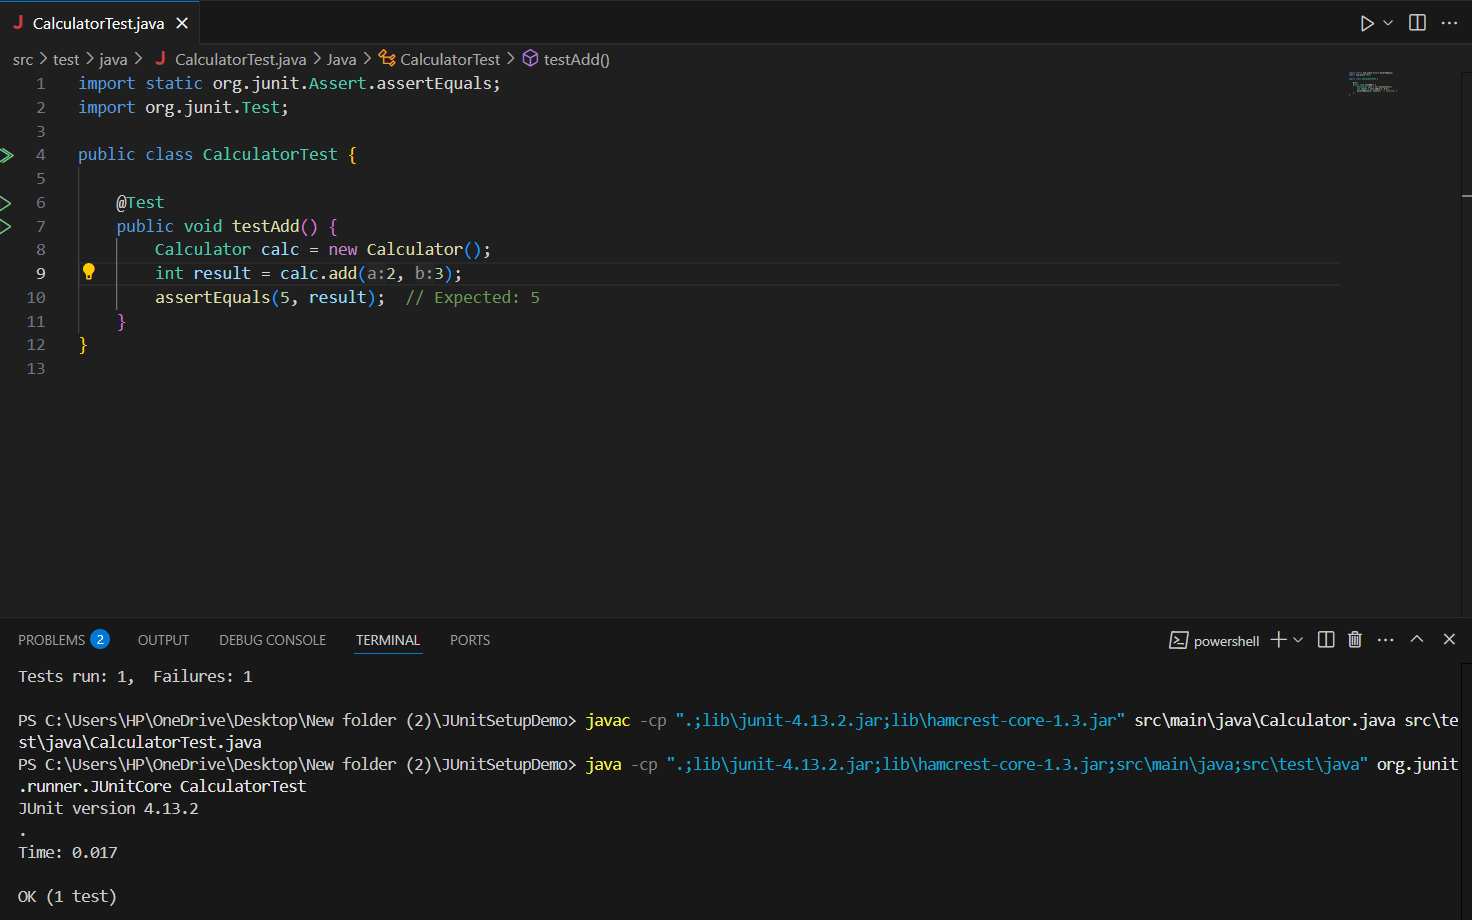 J CalculatorTest.java
src > test > java > J CalculatorTest.java > Java > CalculatorTest > testAdd()
1 import static org.junit.Assert.assertEquals;
2 import org.junit.Test;
3
4 public class CalculatorTest {
5
6 @Test
7 public void testAdd() {
8 Calculator calc = new Calculator();
9 int result = calc.add(a:2, b:3);
10 assertEquals(5, result);  // Expected: 5
11 }
12 }
13
PROBLEMS 2 OUTPUT DEBUG CONSOLE TERMINAL PORTS powershell
Tests run: 1,  Failures: 1
PS C:\Users\HP\OneDrive\Desktop\New folder (2)\JUnitSetupDemo> javac -cp ".;lib\junit-4.13.2.jar;lib\hamcrest-core-1.3.jar" src\main\java\Calculator.java src\te
st\java\CalculatorTest.java
PS C:\Users\HP\OneDrive\Desktop\New folder (2)\JUnitSetupDemo> java -cp ".;lib\junit-4.13.2.jar;lib\hamcrest-core-1.3.jar;src\main\java;src\test\java" org.junit
.runner.JUnitCore CalculatorTest
JUnit version 4.13.2
.
Time: 0.017
OK (1 test)